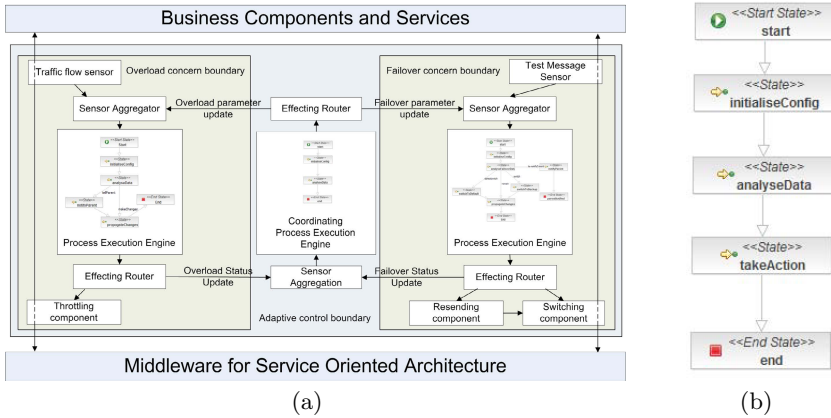 Business Components and Services
Traffic flow sensor
Overload concern boundary
Failover concern boundary
Test Message
Sensor
Sensor Aggregator
Overload parameter
update
Effecting Router
Failover parameter
update
Sensor Aggregator
Process Execution Engine
Coordinating
Process Execution
Engine
Process Execution Engine
Effecting Router
Overload Status
Update
Sensor
Aggregation
Failover Status
Update
Effecting Router
Throttling
component
Adaptive control boundary
Resending
component
Switching
component
Middleware for Service Oriented Architecture
(a)
<<Start State>>
start
<<State>>
initialiseConfig
<<State>>
analyseData
<<State>>
takeAction
<<End State>>
end
(b)